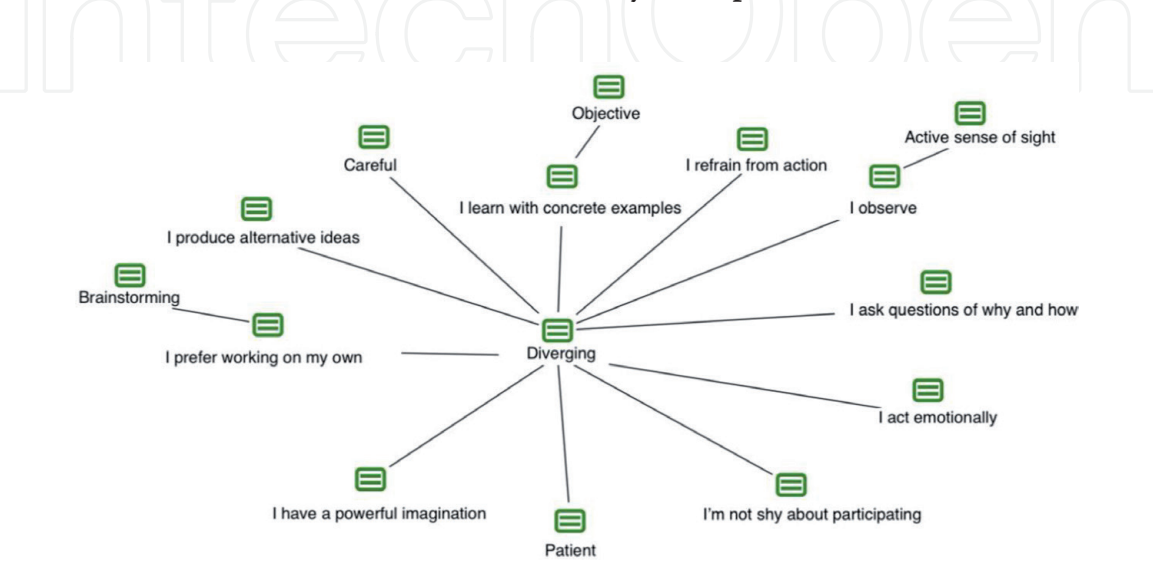 IntechOpen
Objective
Active sense of sight
Careful
I refrain from action
I learn with concrete examples
I observe
I produce alternative ideas
Brainstorming
I ask questions of why and how
I prefer working on my own
Diverging
I act emotionally
I have a powerful imagination
I'm not shy about participating
Patient